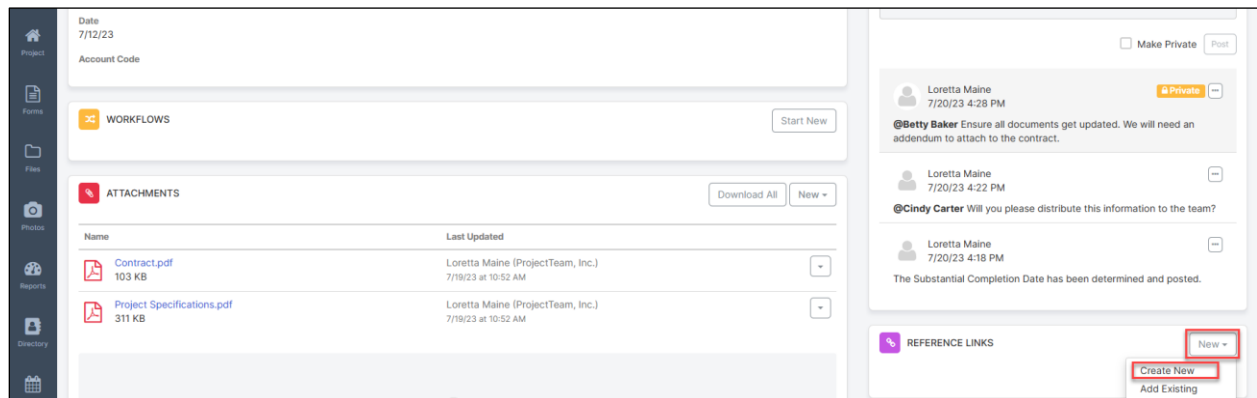 Project
Forms
Files
Photos
Reports
Directory
Date
7/12/23
Account Code
WORKFLOWS
Start New
ATTACHMENTS
Download All
New
Name
Last Updated
Contract.pdf
103 KB
Loretta Maine (ProjectTeam, Inc.)
7/19/23 at 10:52 AM
Project Specifications.pdf
311 KB
Loretta Maine (ProjectTeam, Inc.)
7/19/23 at 10:52 AM
Make Private
Post
Loretta Maine
Private
7/20/23 4:28 PM
@Betty Baker Ensure all documents get updated. We will need an
addendum to attach to the contract.
Loretta Maine
7/20/23 4:22 PM
@Cindy Carter Will you please distribute this information to the team?
Loretta Maine
7/20/23 4:18 PM
The Substantial Completion Date has been determined and posted.
REFERENCE LINKS
New
Create New
Add Existing